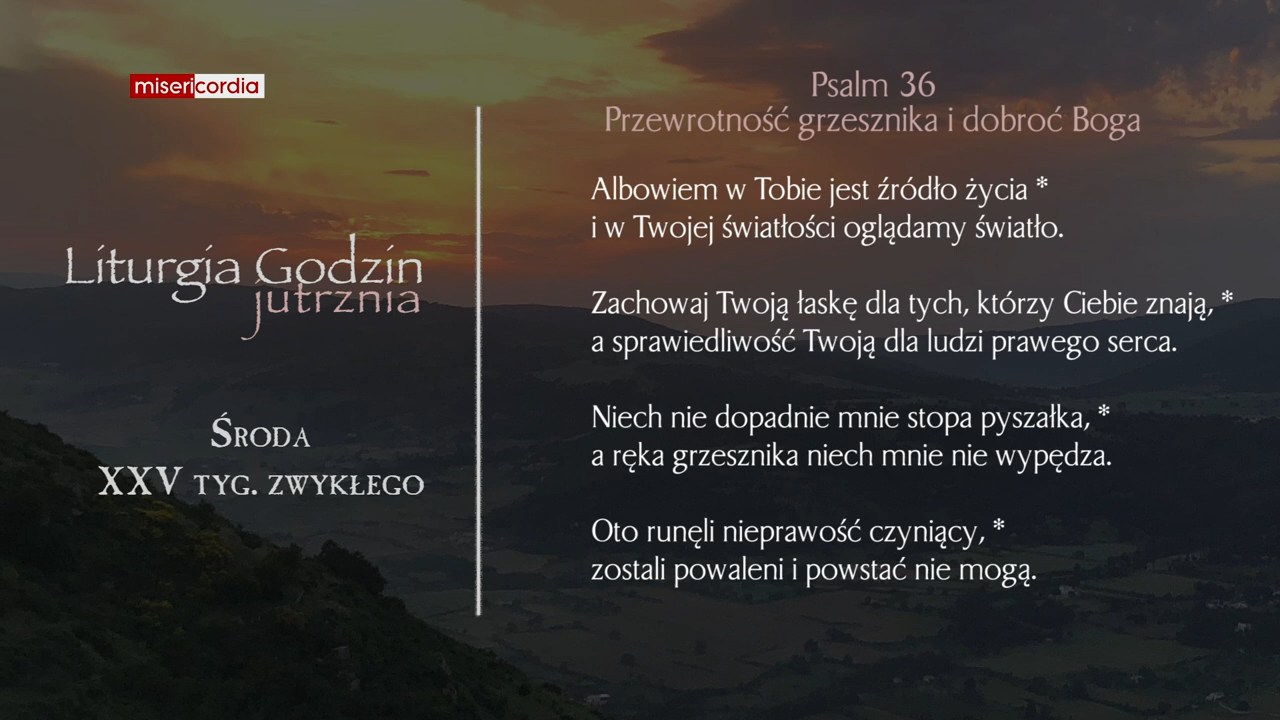 misericordia
Liturgia Godzin
jutrznia
Środa
XXV tyg. zwykłego
Psalm 36
Przewrotność grzesznika i dobroć Boga
Albowiem w Tobie jest źródło życia *
i w Twojej światłości oglądamy światło.
Zachowaj Twoją łaskę dla tych, którzy Ciebie znają, *
a sprawiedliwość Twoją dla ludzi prawego serca.
Niech nie dopadnie mnie stopa pyszałka, *
a ręka grzesznika niech mnie nie wypędza.
Oto runęli nieprawość czyniący, *
zostali powaleni i powstać nie mogą.